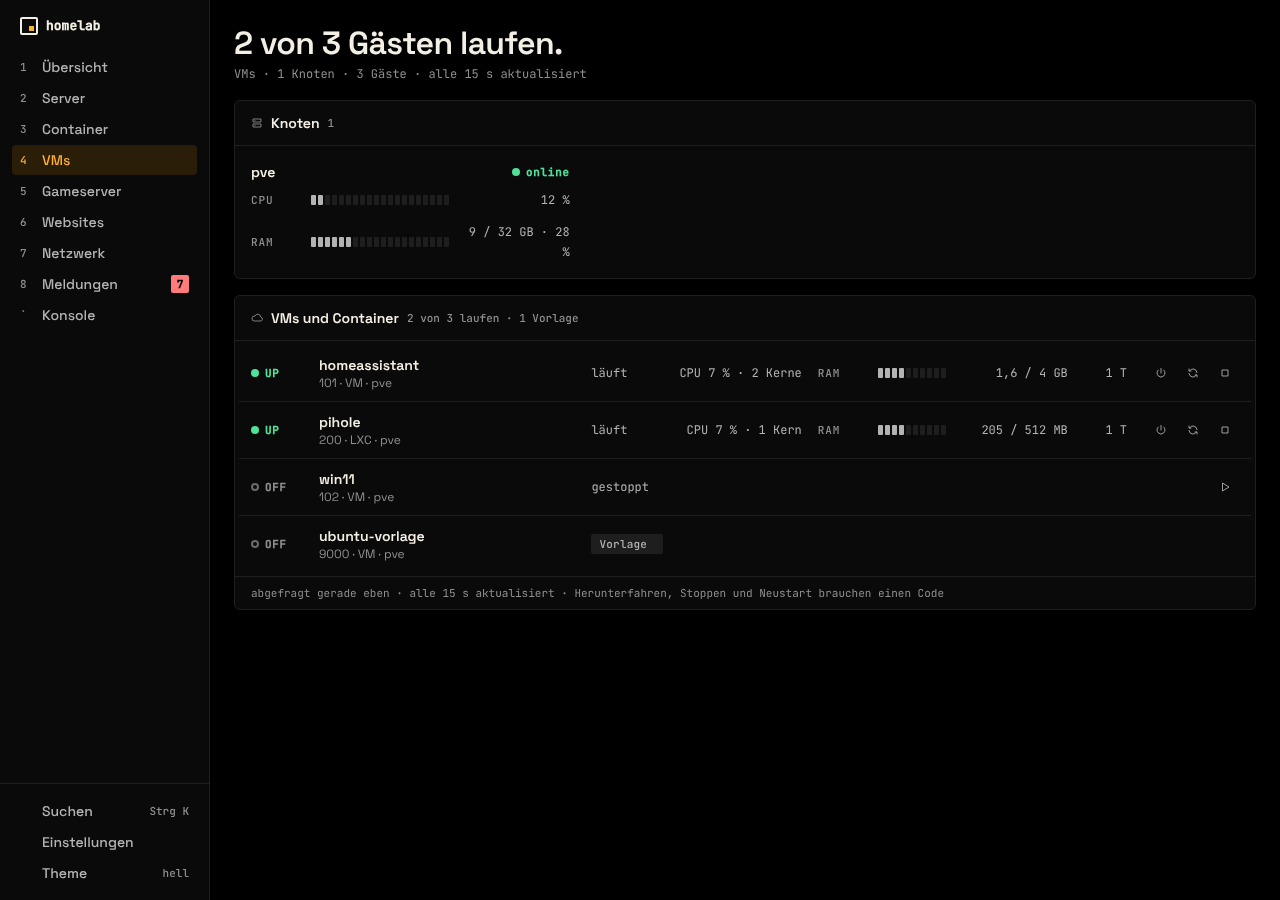 homelab
1 Übersicht
2 Server
3 Container
4 VMs
5 Gameserver
6 Websites
7 Netzwerk
8 Meldungen 7
` Konsole
Suchen Strg K
Einstellungen
Theme hell
2 von 3 Gästen laufen.
VMs · 1 Knoten · 3 Gäste · alle 15 s aktualisiert
Knoten 1
pve online
CPU 12 %
RAM 9 / 32 GB · 28
%
VMs und Container 2 von 3 laufen · 1 Vorlage
UP homeassistant läuft CPU 7 % · 2 Kerne RAM 1,6 / 4 GB 1 T
101 · VM · pve
UP pihole läuft CPU 7 % · 1 Kern RAM 205 / 512 MB 1 T
200 · LXC · pve
OFF win11 gestoppt
102 · VM · pve
OFF ubuntu-vorlage Vorlage
9000 · VM · pve
abgefragt gerade eben · alle 15 s aktualisiert · Herunterfahren, Stoppen und Neustart brauchen einen Code